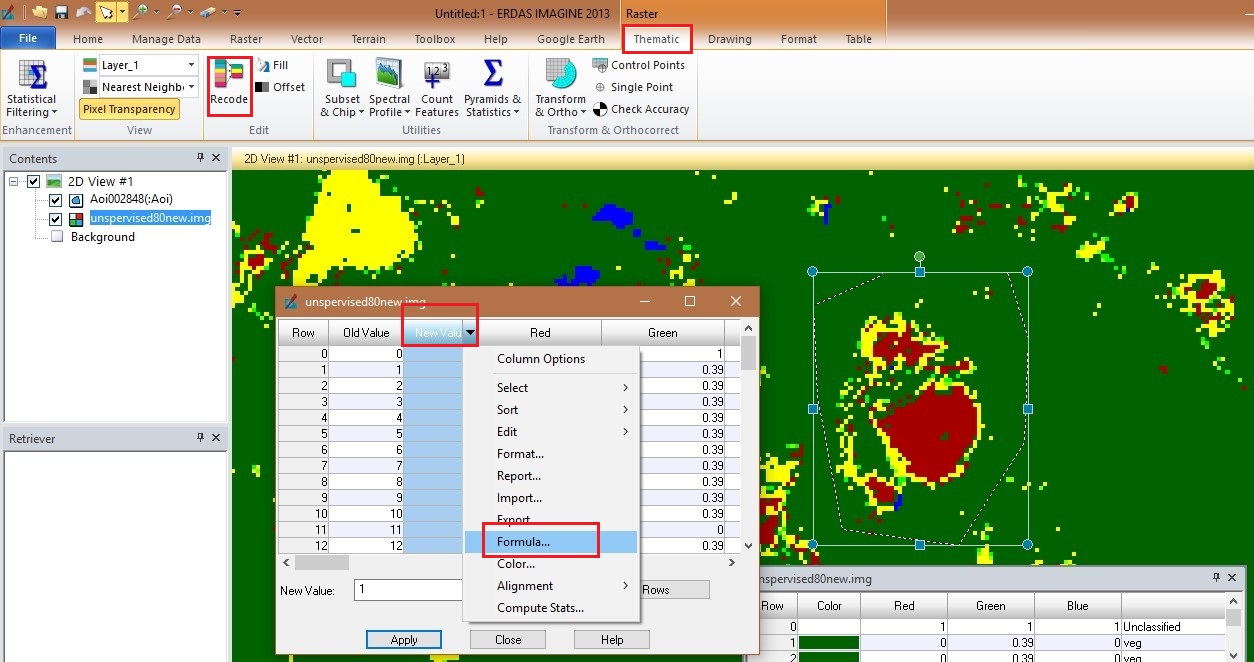 Untitled:1 - ERDAS IMAGINE 2013 Raster
File Home Manage Data Raster Vector Terrain Toolbox Help Google Earth Thematic Drawing Format Table
Statistical
Filtering
Enhancement
Layer_1
Nearest Neighb
Pixel Transparency
View
Recode
Fill
Offset
Edit
Subset
& Chip
Spectral
Profile
Count
Features
Pyramids &
Statistics
Utilities
Transform
& Ortho
Control Points
Single Point
Check Accuracy
Transform & Orthocorrect
Contents
2D View #1
Aoi002848(:Aoi)
unspervised80new.img
Background
Retriever
2D View #1: unspervised80new.img (:Layer_1)
unspervised80new.img
Row Old Value New Valu Red Green
0 0 1
1 1 0.39
2 2 0.39
3 3 0.39
4 4 0.39
5 5 0.39
6 6 0.39
7 7 0.39
8 8 0.39
9 9 0.39
10 10 0.39
11 11 0
12 12 0.39
Column Options
Select
Sort
Edit
Format...
Report...
Import...
Export
Formula...
Color...
Alignment
Compute Stats...
New Value: 1 Rows
Apply Close Help
nspervised80new.img
Row Color Red Green Blue
0 1 1 1 Unclassified
1 0 0.39 0 veg
2 0 0.39 0 veg